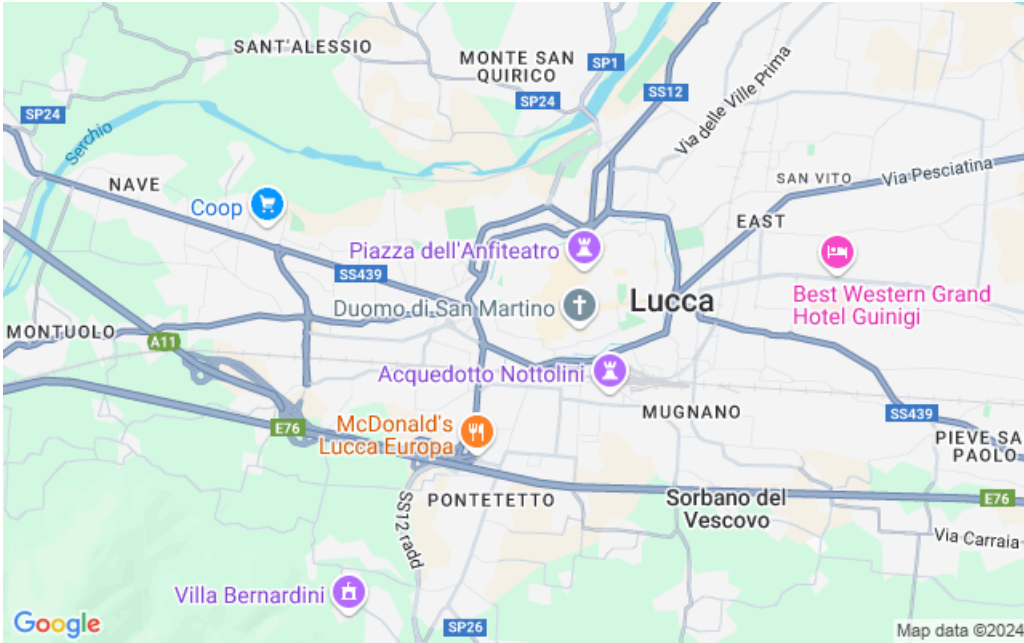 SANT'ALESSIO
MONTE SAN
QUIRICO
SP1
SS12
SP24
SP24
Serchio
Via delle Ville Prima
NAVE
Coop
SAN VITO
Via Pesciatina
EAST
Piazza dell'Anfiteatro
SS439
Duomo di San Martino
Lucca
Best Western Grand
Hotel Guinigi
MONTUOLO
A11
Acquedotto Nottolini
MUGNANO
SS439
McDonald's
Lucca Europa
E76
PIEVE SA
PAOLO
PONTETETTO
Sorbano del
Vescovo
E76
SS12 radd
Via Carraia
Villa Bernardini
SP26
Google
Map data ©2024